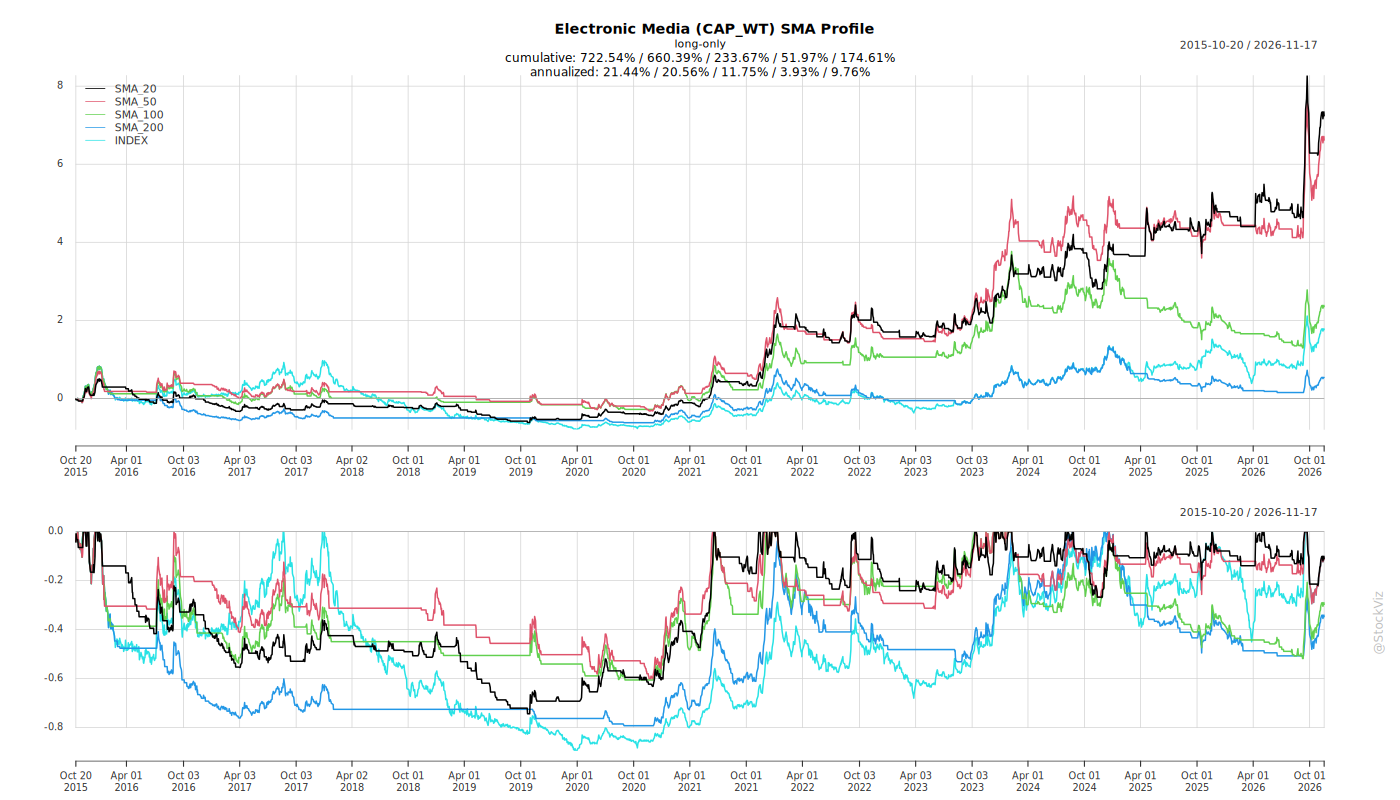 Electronic Media (CAP_WT) SMA Profile
long-only
cumulative: 722.54% / 660.39% / 233.67% / 51.97% / 174.61%
annualized: 21.44% / 20.56% / 11.75% / 3.93% / 9.76%
2015-10-20 / 2026-11-17
SMA_20
SMA_50
SMA_100
SMA_200
INDEX
8
6
4
2
0
Oct 20 Apr 01 Oct 03 Apr 03 Oct 03 Apr 02 Oct 01 Apr 01 Oct 01 Apr 01 Oct 01 Apr 01 Oct 01 Apr 01 Oct 03 Apr 03 Oct 03 Apr 01 Oct 01 Apr 01 Oct 01 Apr 01 Oct 01
2015 2016 2016 2017 2017 2018 2018 2019 2019 2020 2020 2021 2021 2022 2022 2023 2023 2024 2024 2025 2025 2026 2026
2015-10-20 / 2026-11-17
0.0
-0.2
-0.4
-0.6
-0.8
Oct 20 Apr 01 Oct 03 Apr 03 Oct 03 Apr 02 Oct 01 Apr 01 Oct 01 Apr 01 Oct 01 Apr 01 Oct 01 Apr 01 Oct 03 Apr 03 Oct 03 Apr 01 Oct 01 Apr 01 Oct 01 Apr 01 Oct 01
2015 2016 2016 2017 2017 2018 2018 2019 2019 2020 2020 2021 2021 2022 2022 2023 2023 2024 2024 2025 2025 2026 2026
@StockViz